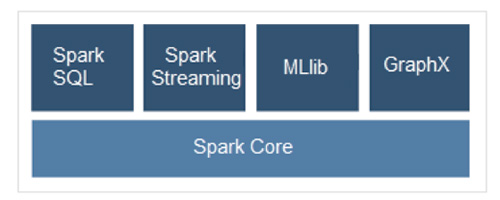 Spark
SQL
Spark
Streaming
MLlib
GraphX
Spark Core